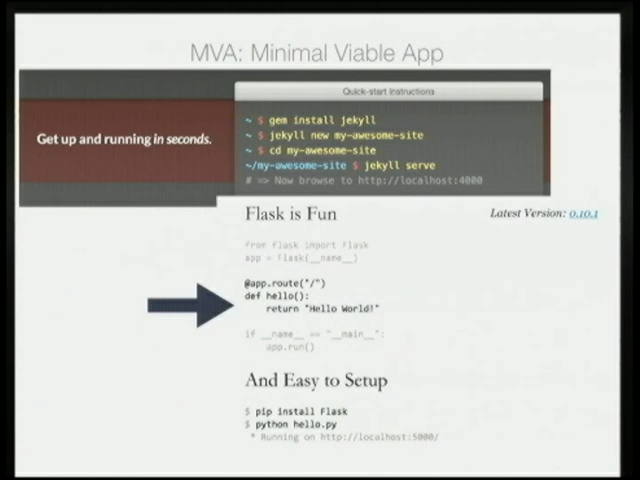 MVA: Minimal Viable App
Quick-start Instructions
Get up and running in seconds.
~ $ gem install jekyll
~ $ jekyll new my-awesome-site
~ $ cd my-awesome-site
~/my-awesome-site $ jekyll serve
# => Now browse to http://localhost:4000
Flask is Fun
Latest Version: 0.10.1
from flask import Flask
app = Flask(__name__)
@app.route("/")
def hello():
return "Hello World!"
if __name__ == "__main__":
app.run()
And Easy to Setup
$ pip install Flask
$ python hello.py
* Running on http://localhost:5000/